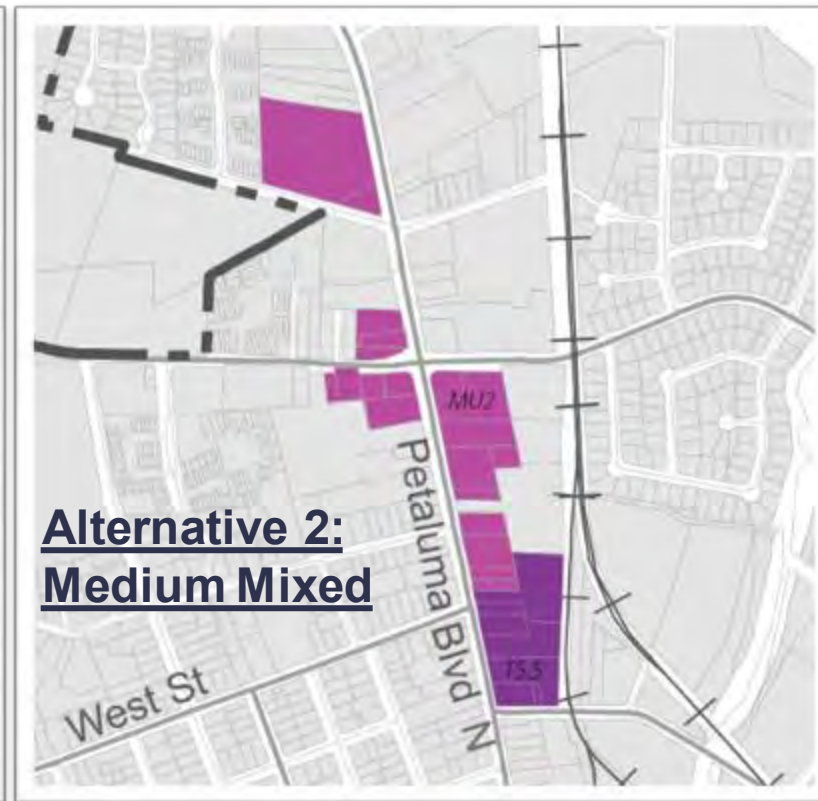 MU2
Petaluma Blvd N
Alternative 2:
Medium Mixed
T5.5
West St